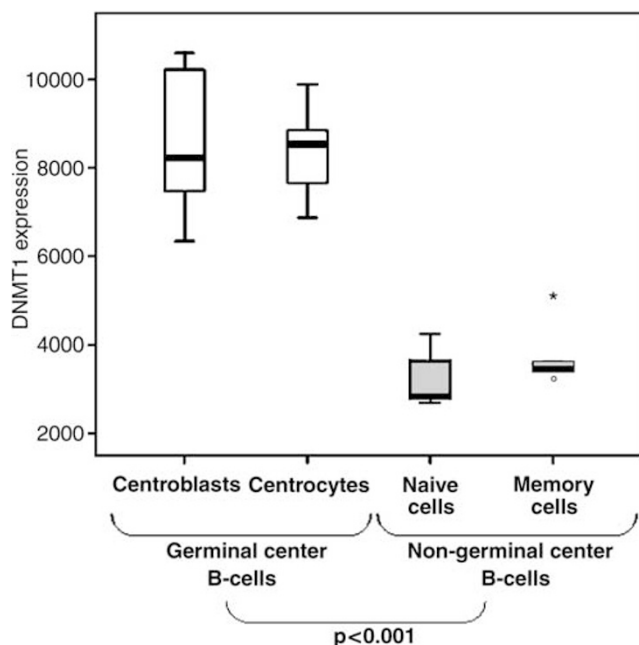 DNMT1 expression
10000
8000
6000
4000
2000
Centroblasts Centrocytes Naive cells Memory cells
Germinal center B-cells
Non-germinal center B-cells
p<0.001